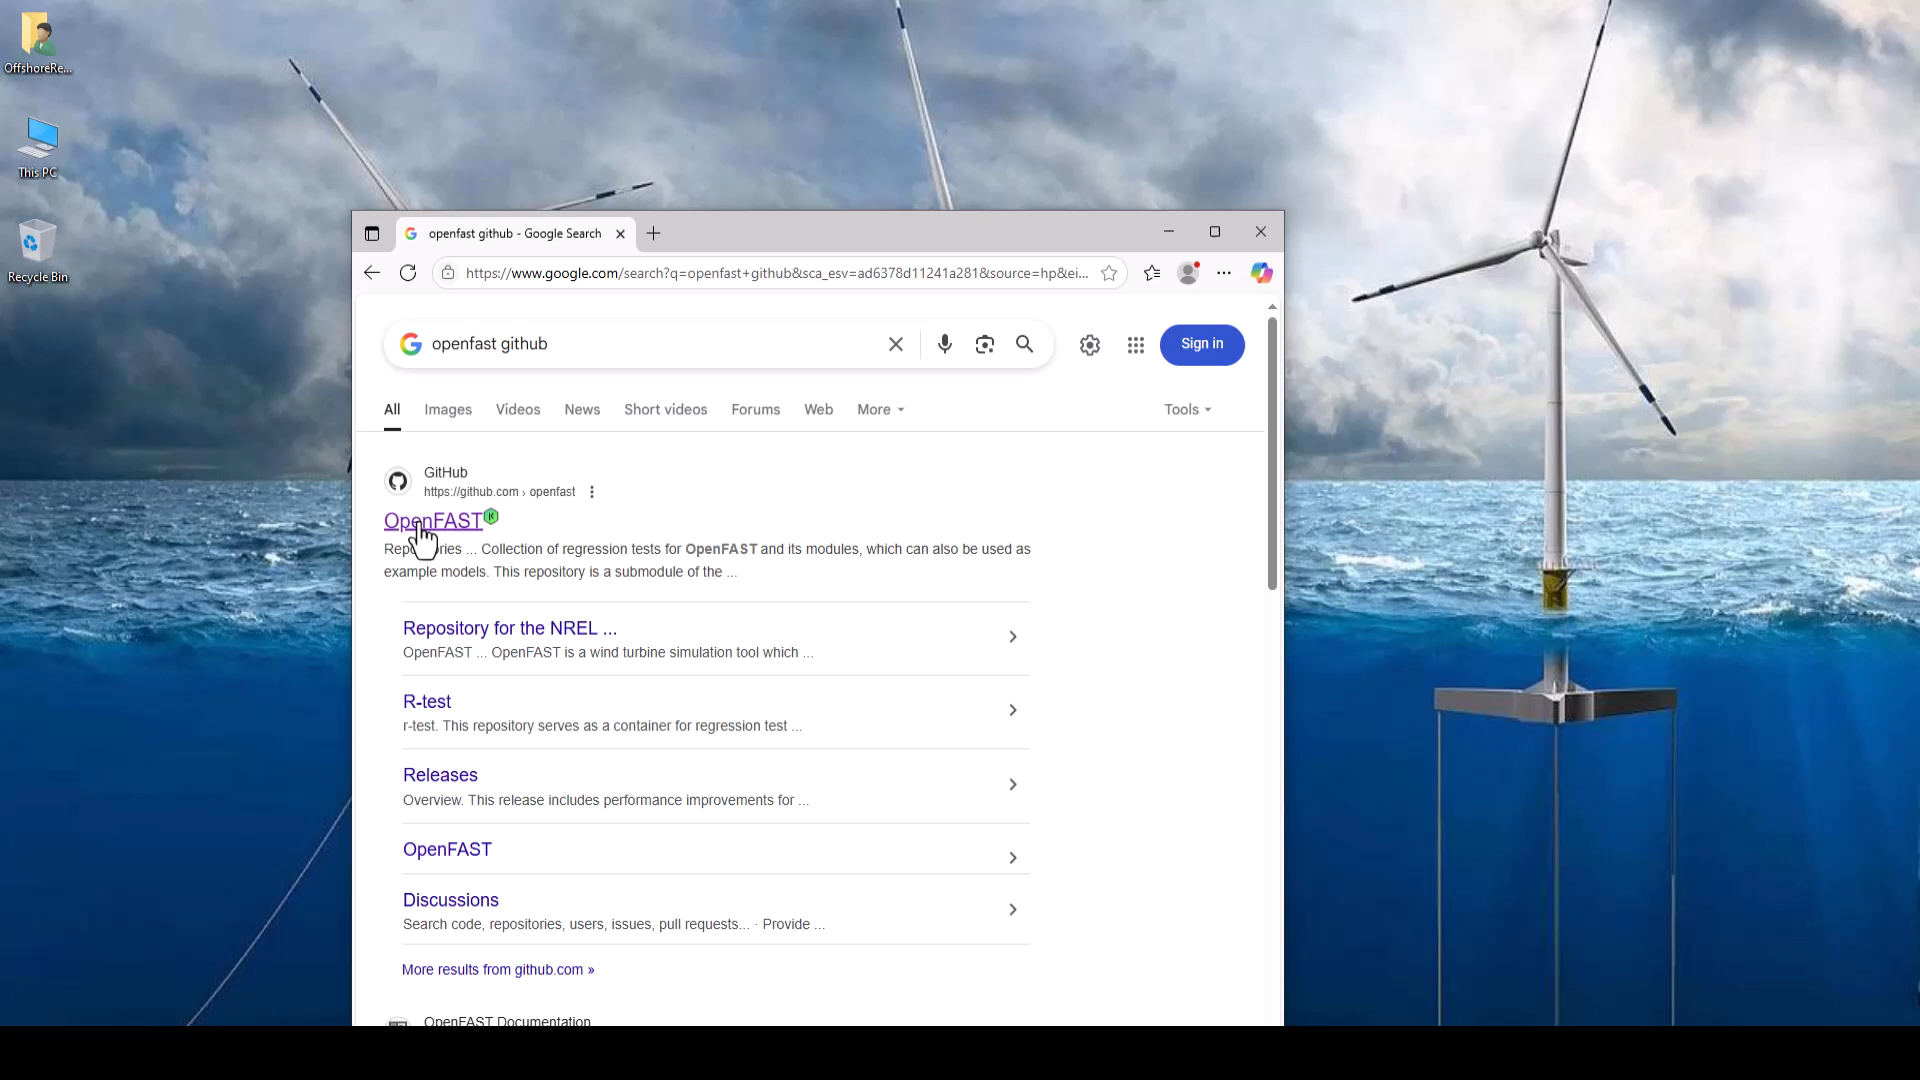 OffshoreRe...
This PC
Recycle Bin
openfast github - Google Search
https://www.google.com/search?q=openfast+github&sca_esv=ad6378d11241a281&source=hp&ei...
openfast github
Sign in
All Images Videos News Short videos Forums Web More Tools
GitHub
https://github.com › openfast
OpenFAST
Repositories ... Collection of regression tests for OpenFAST and its modules, which can also be used as
example models. This repository is a submodule of the ...
Repository for the NREL ...
OpenFAST ... OpenFAST is a wind turbine simulation tool which ...
R-test
r-test. This repository serves as a container for regression test ...
Releases
Overview. This release includes performance improvements for ...
OpenFAST
Discussions
Search code, repositories, users, issues, pull requests... · Provide ...
More results from github.com »
OpenFAST Documentation